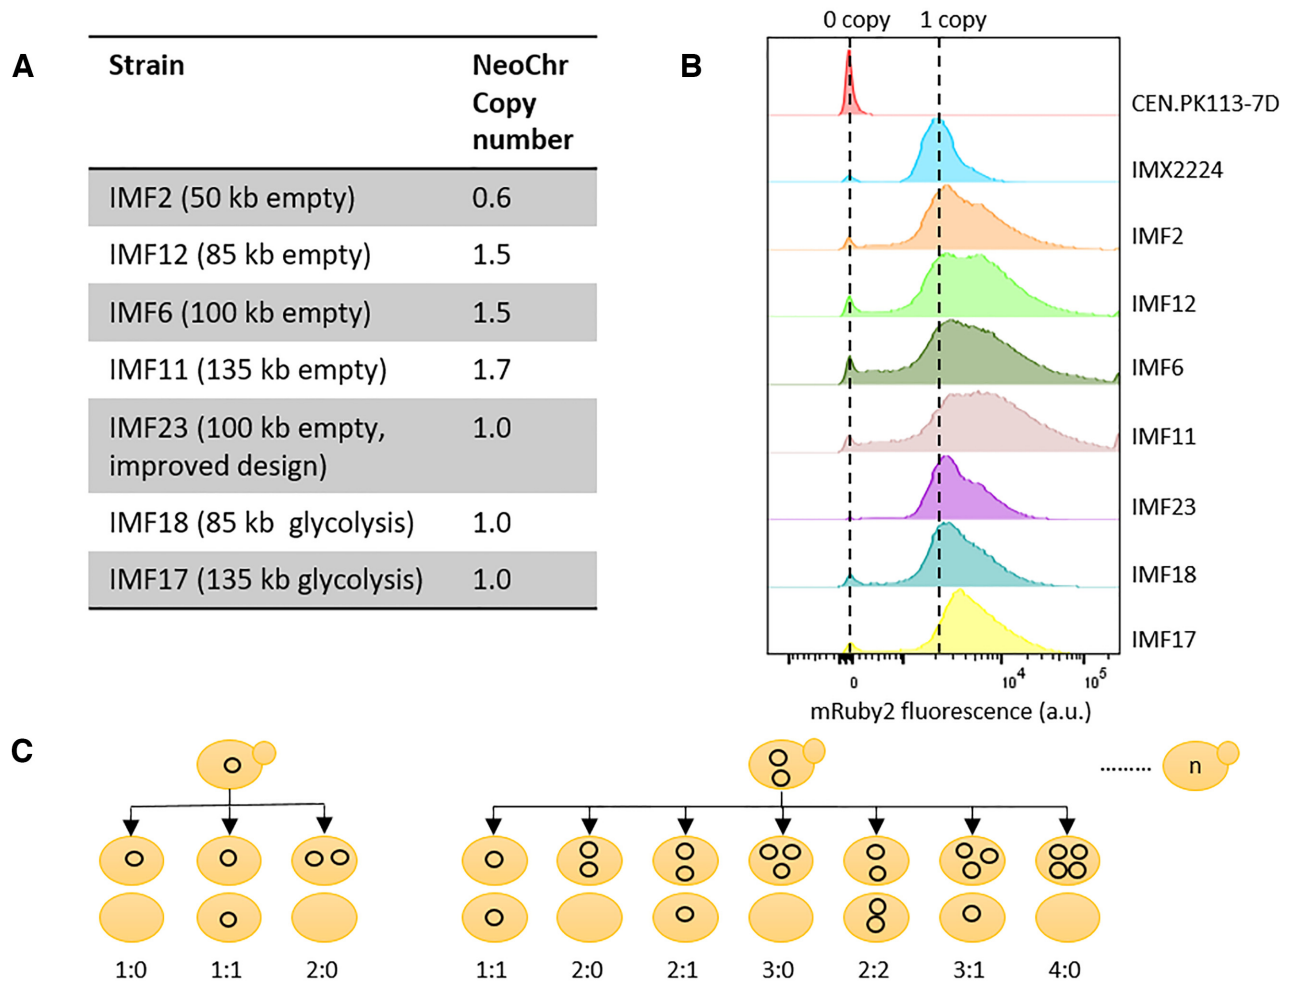 A
Strain NeoChr
Copy
number
IMF2 (50 kb empty) 0.6
IMF12 (85 kb empty) 1.5
IMF6 (100 kb empty) 1.5
IMF11 (135 kb empty) 1.7
IMF23 (100 kb empty, 1.0
improved design)
IMF18 (85 kb glycolysis) 1.0
IMF17 (135 kb glycolysis) 1.0
B
0 copy 1 copy
CEN.PK113-7D
IMX2224
IMF2
IMF12
IMF6
IMF11
IMF23
IMF18
IMF17
0 10^4 10^5
mRuby2 fluorescence (a.u.)
C
n
1:0 1:1 2:0 1:1 2:0 2:1 3:0 2:2 3:1 4:0